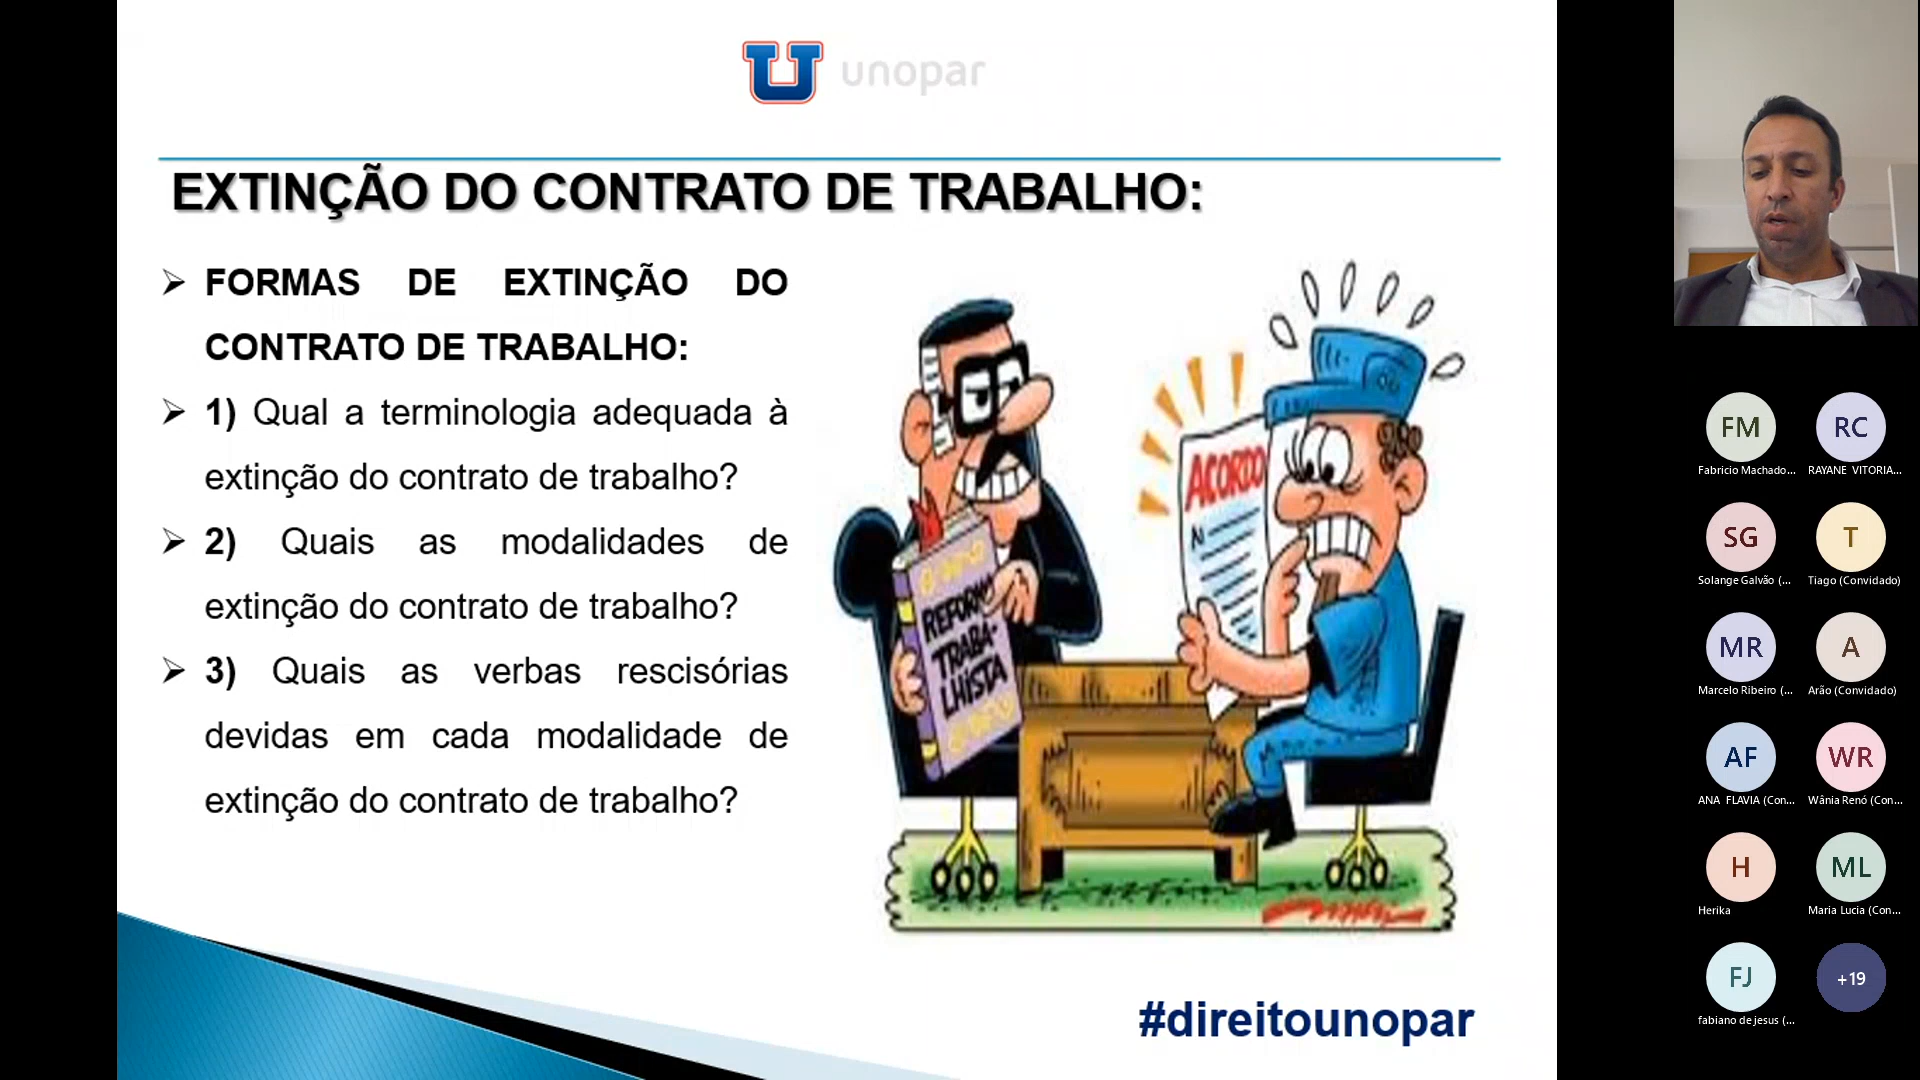 unopar
EXTINÇÃO DO CONTRATO DE TRABALHO:
FORMAS DE EXTINÇÃO DO
CONTRATO DE TRABALHO:
1) Qual a terminologia adequada à
extinção do contrato de trabalho?
2) Quais as modalidades de
extinção do contrato de trabalho?
3) Quais as verbas rescisórias
devidas em cada modalidade de
extinção do contrato de trabalho?
ACORDO
REFORMA
TRABA-
LHISTA
#direitounopar
FM
RC
Fabricio Machado...
RAYANE VITORIA...
SG
T
Solange Galvão (...
Tiago (Convidado)
MR
A
Marcelo Ribeiro (...
Arão (Convidado)
AF
WR
ANA FLAVIA (Con...
Wânia Renó (Con...
H
ML
Herika
Maria Lucia (Con...
FJ
+19
fabiano de jesus (...